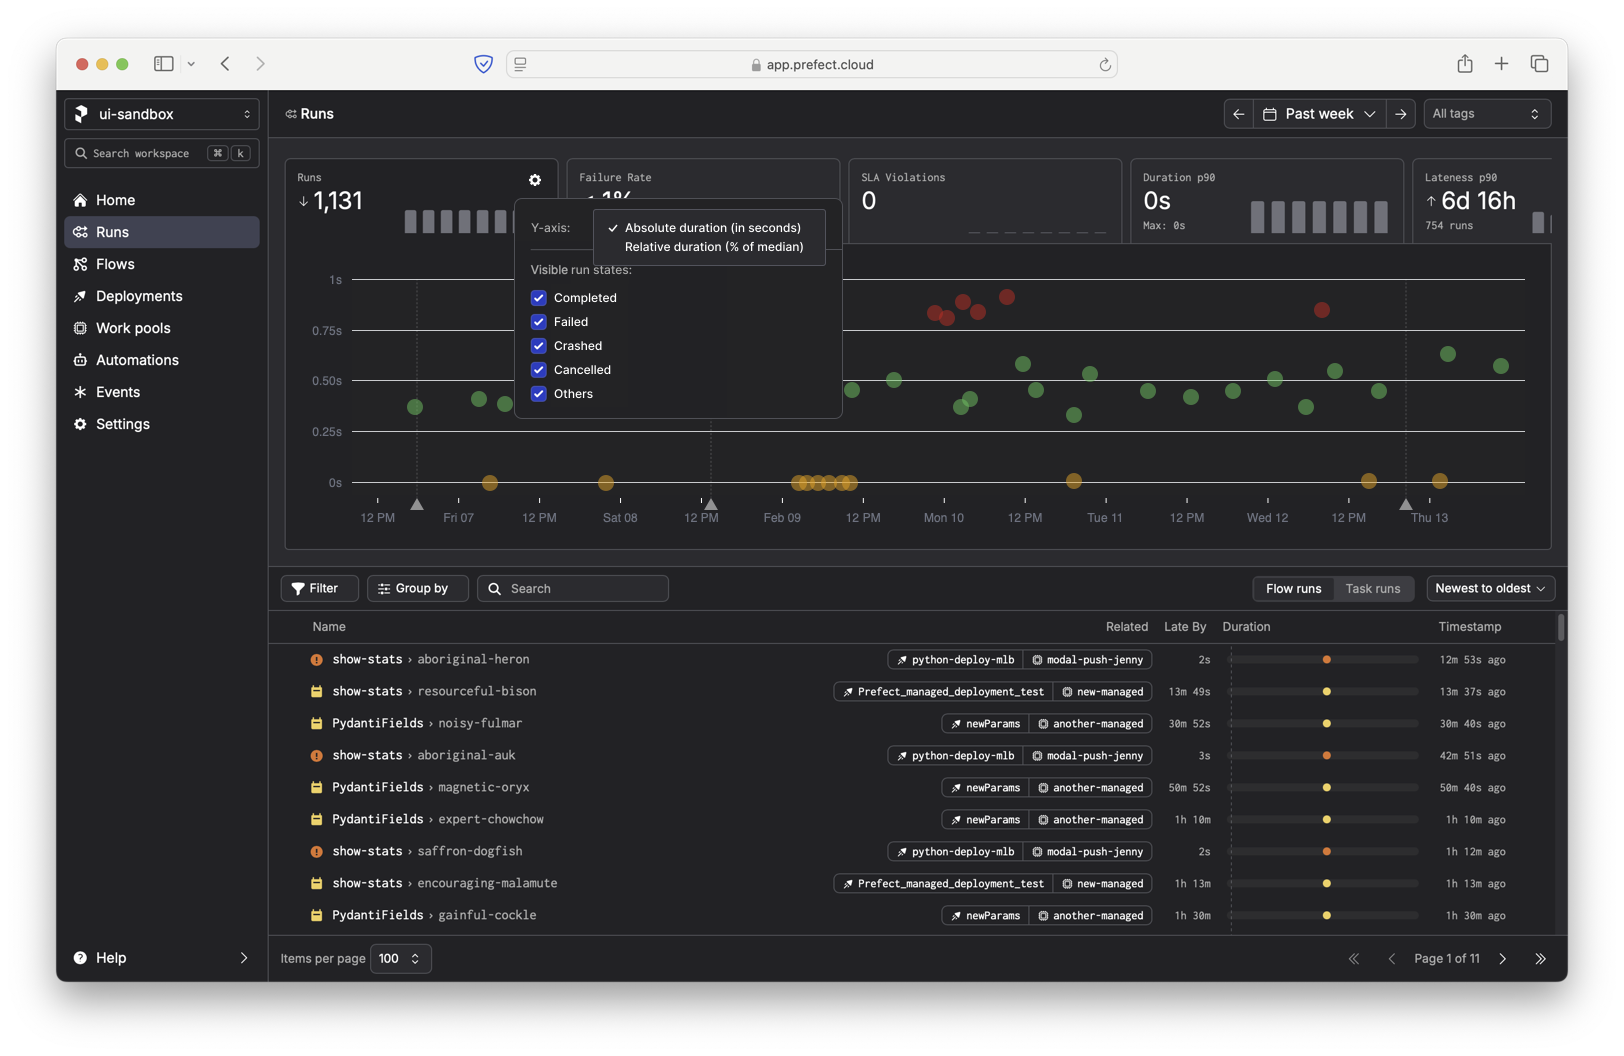 app.prefect.cloud
ui-sandbox
Search workspace ⌘ k
Home
Runs
Flows
Deployments
Work pools
Automations
Events
Settings
Help
Runs
Past week
All tags
Runs
↓ 1,131
Failure Rate
1%
SLA Violations
0
Duration p90
0s
Max: 0s
Lateness p90
↑ 6d 16h
754 runs
Y-axis:
✓ Absolute duration (in seconds)
Relative duration (% of median)
Visible run states:
Completed
Failed
Crashed
Cancelled
Others
1s
0.75s
0.50s
0.25s
0s
12 PM Fri 07 12 PM Sat 08 12 PM Feb 09 12 PM Mon 10 12 PM Tue 11 12 PM Wed 12 12 PM Thu 13
Filter Group by Search Flow runs Task runs Newest to oldest
Name Related Late By Duration Timestamp
show-stats › aboriginal-heron python-deploy-mlb modal-push-jenny 2s 12m 53s ago
show-stats › resourceful-bison Prefect_managed_deployment_test new-managed 13m 49s 13m 37s ago
PydantiFields › noisy-fulmar newParams another-managed 30m 52s 30m 40s ago
show-stats › aboriginal-auk python-deploy-mlb modal-push-jenny 3s 42m 51s ago
PydantiFields › magnetic-oryx newParams another-managed 50m 52s 50m 40s ago
PydantiFields › expert-chowchow newParams another-managed 1h 10m 1h 10m ago
show-stats › saffron-dogfish python-deploy-mlb modal-push-jenny 2s 1h 12m ago
show-stats › encouraging-malamute Prefect_managed_deployment_test new-managed 1h 13m 1h 13m ago
PydantiFields › gainful-cockle newParams another-managed 1h 30m 1h 30m ago
Items per page 100 Page 1 of 11